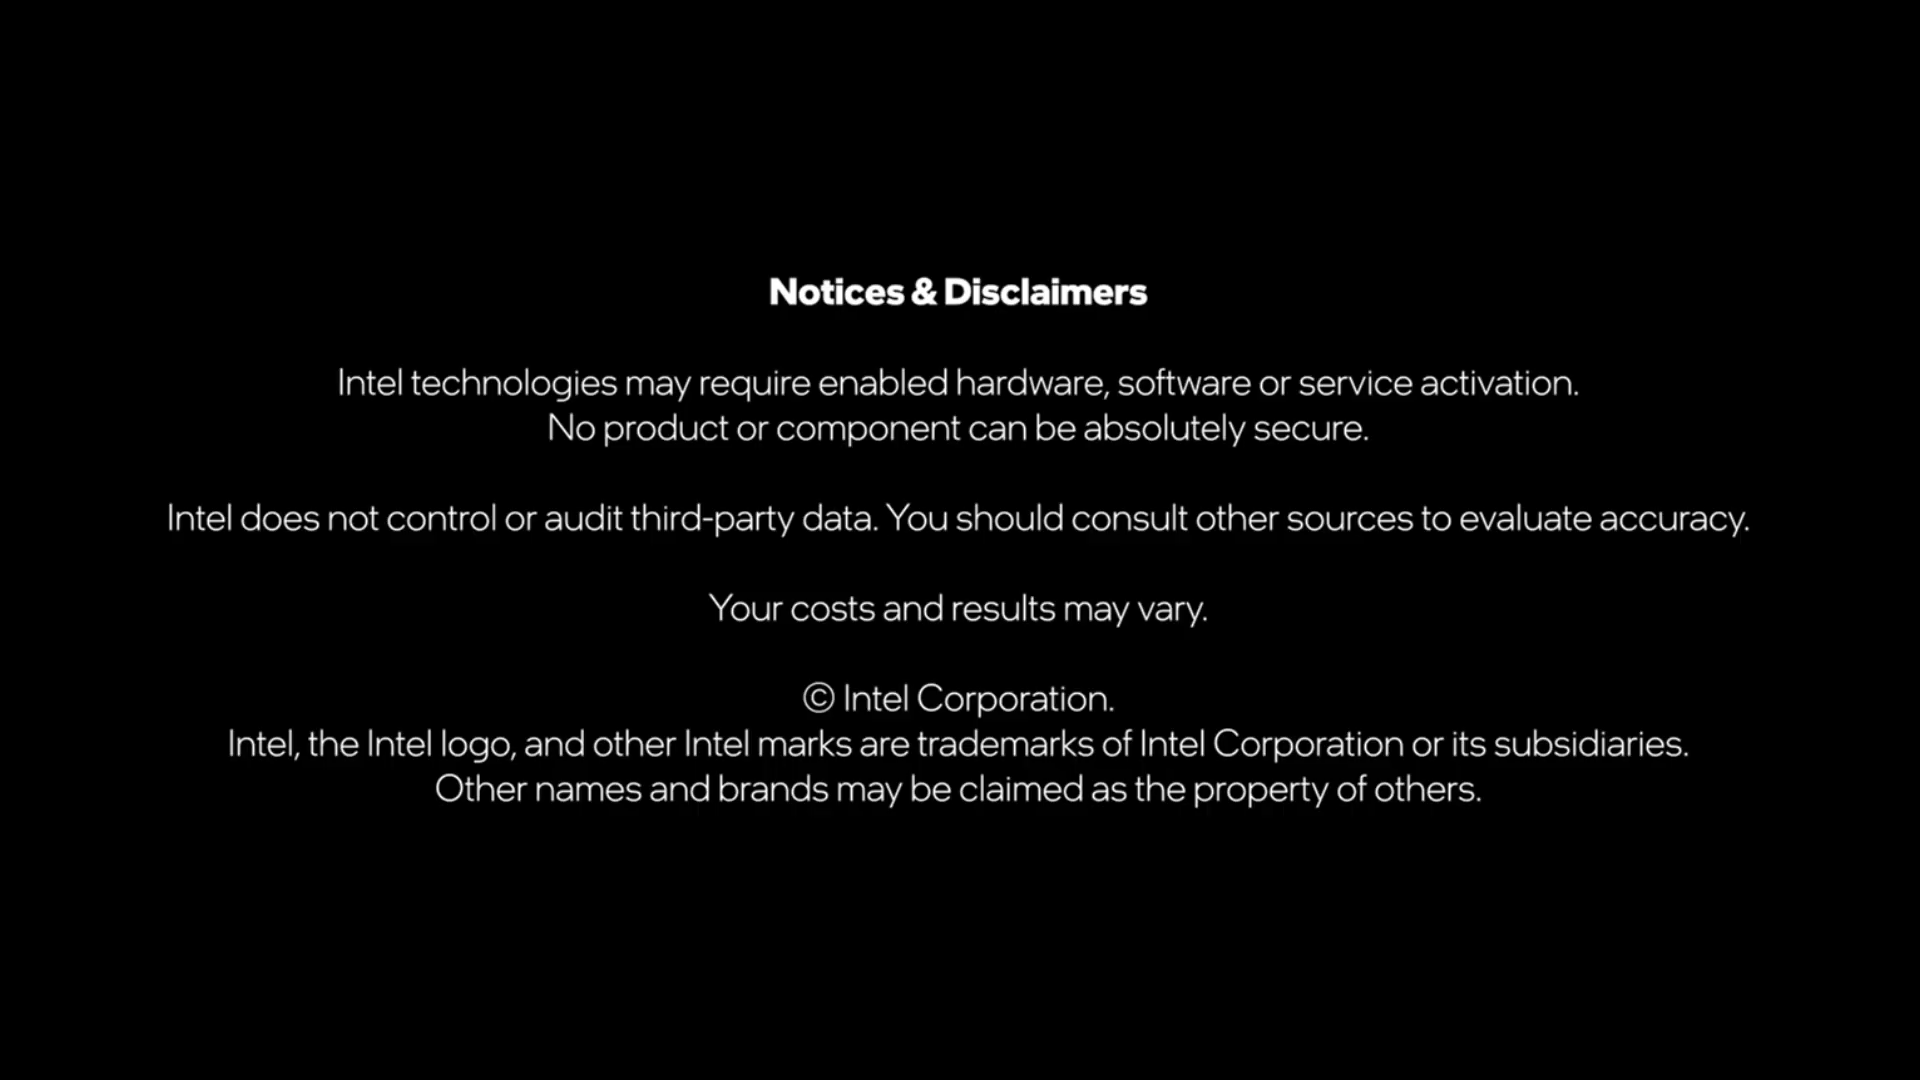 Notices & Disclaimers
Intel technologies may require enabled hardware, software or service activation.
No product or component can be absolutely secure.
Intel does not control or audit third-party data. You should consult other sources to evaluate accuracy.
Your costs and results may vary.
© Intel Corporation.
Intel, the Intel logo, and other Intel marks are trademarks of Intel Corporation or its subsidiaries.
Other names and brands may be claimed as the property of others.